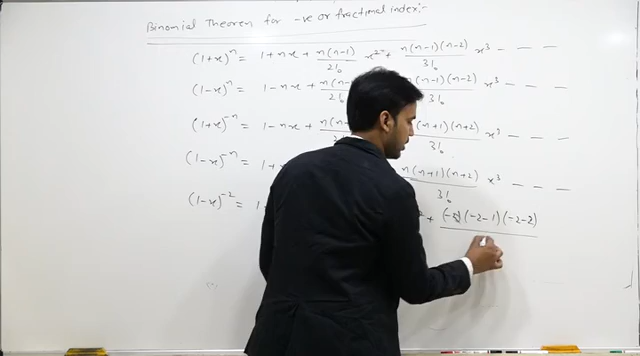 Binomial Theorem for -ve or fractional index:-
(1+x)^n = 1 + nx + n(n-1)/2! x^2 + n(n-1)(n-2)/3! x^3 - - -
(1-x)^n = 1 - nx + n(n- /2! (n-1)(n-2)/3! x^3 - - -
(1+x)^-n = 1 - nx + n(n+1)(n+2)/3! x^3 - - -
(1-x)^-n = 1 + n(n+1)(n+2)/3! x^3 - - -
(1-x)^-2 = 1 + (-2)(-2-1)(-2-2)